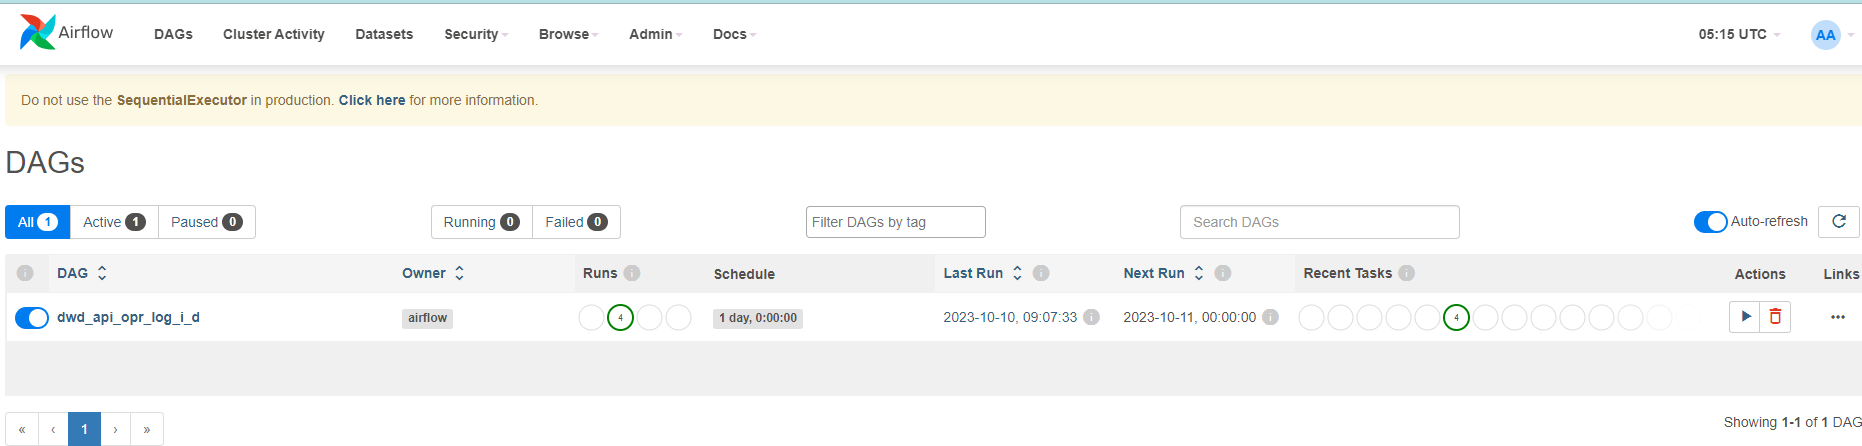 Airflow DAGs Cluster Activity Datasets Security Browse Admin Docs 05:15 UTC AA
Do not use the SequentialExecutor in production. Click here for more information.
DAGs
All 1 Active 1 Paused 0 Running 0 Failed 0 Filter DAGs by tag Search DAGs Auto-refresh
i DAG Owner Runs i Schedule Last Run i Next Run i Recent Tasks i Actions Links
dwd_api_opr_log_i_d airflow 4 1 day, 0:00:00 2023-10-10, 09:07:33 i 2023-10-11, 00:00:00 i 4 ...
« ‹ 1 › » Showing 1-1 of 1 DAG